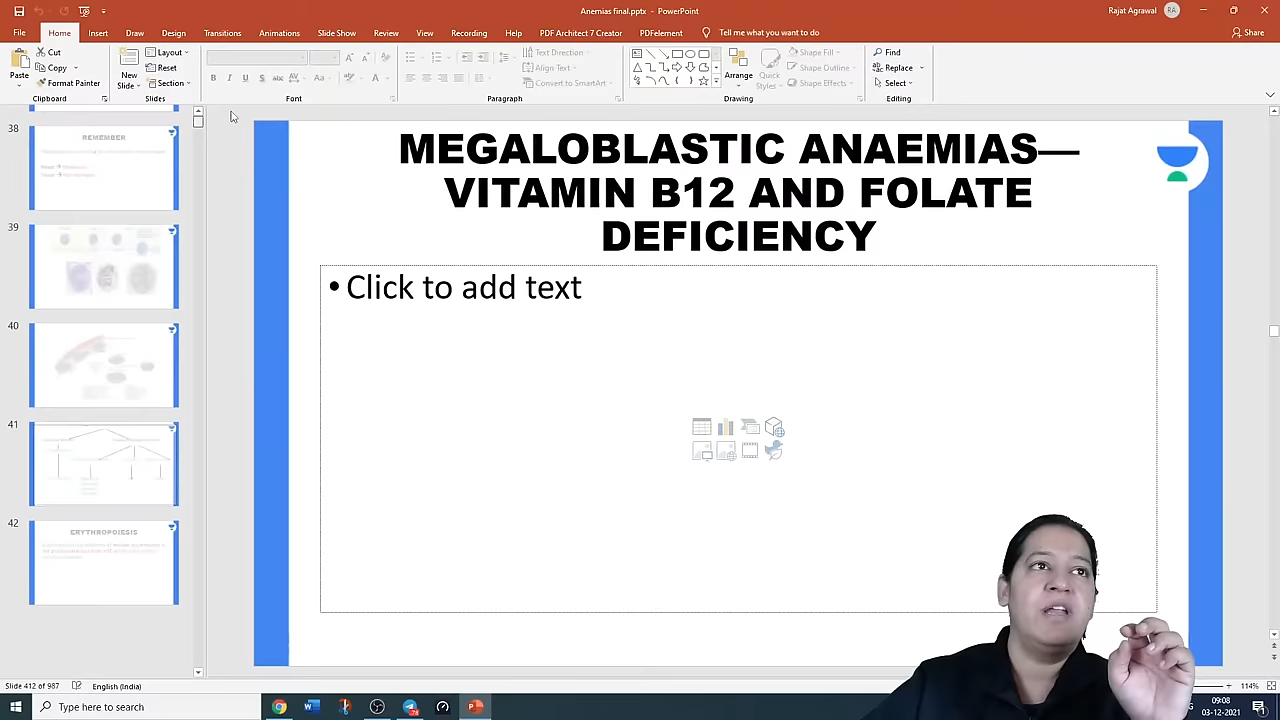 Anemias final.pptx - PowerPoint
Rajat Agrawal
RA
File Home Insert Draw Design Transitions Animations Slide Show Review View Recording Help PDF Architect 7 Creator PDFelement Tell me what you want to do
Share
Paste
Cut
Copy
Format Painter
Clipboard
New Slide
Layout
Reset
Section
Slides
Font
Text Direction
Align Text
Convert to SmartArt
Paragraph
Arrange
Quick Styles
Shape Fill
Shape Outline
Shape Effects
Drawing
Find
Replace
Select
Editing
38
REMEMBER
39
40
42
ERYTHROPOIESIS
MEGALOBLASTIC ANAEMIAS—
VITAMIN B12 AND FOLATE
DEFICIENCY
• Click to add text
Slide 412 of 987
English (India)
114%
Type here to search
09:08
03-12-2021